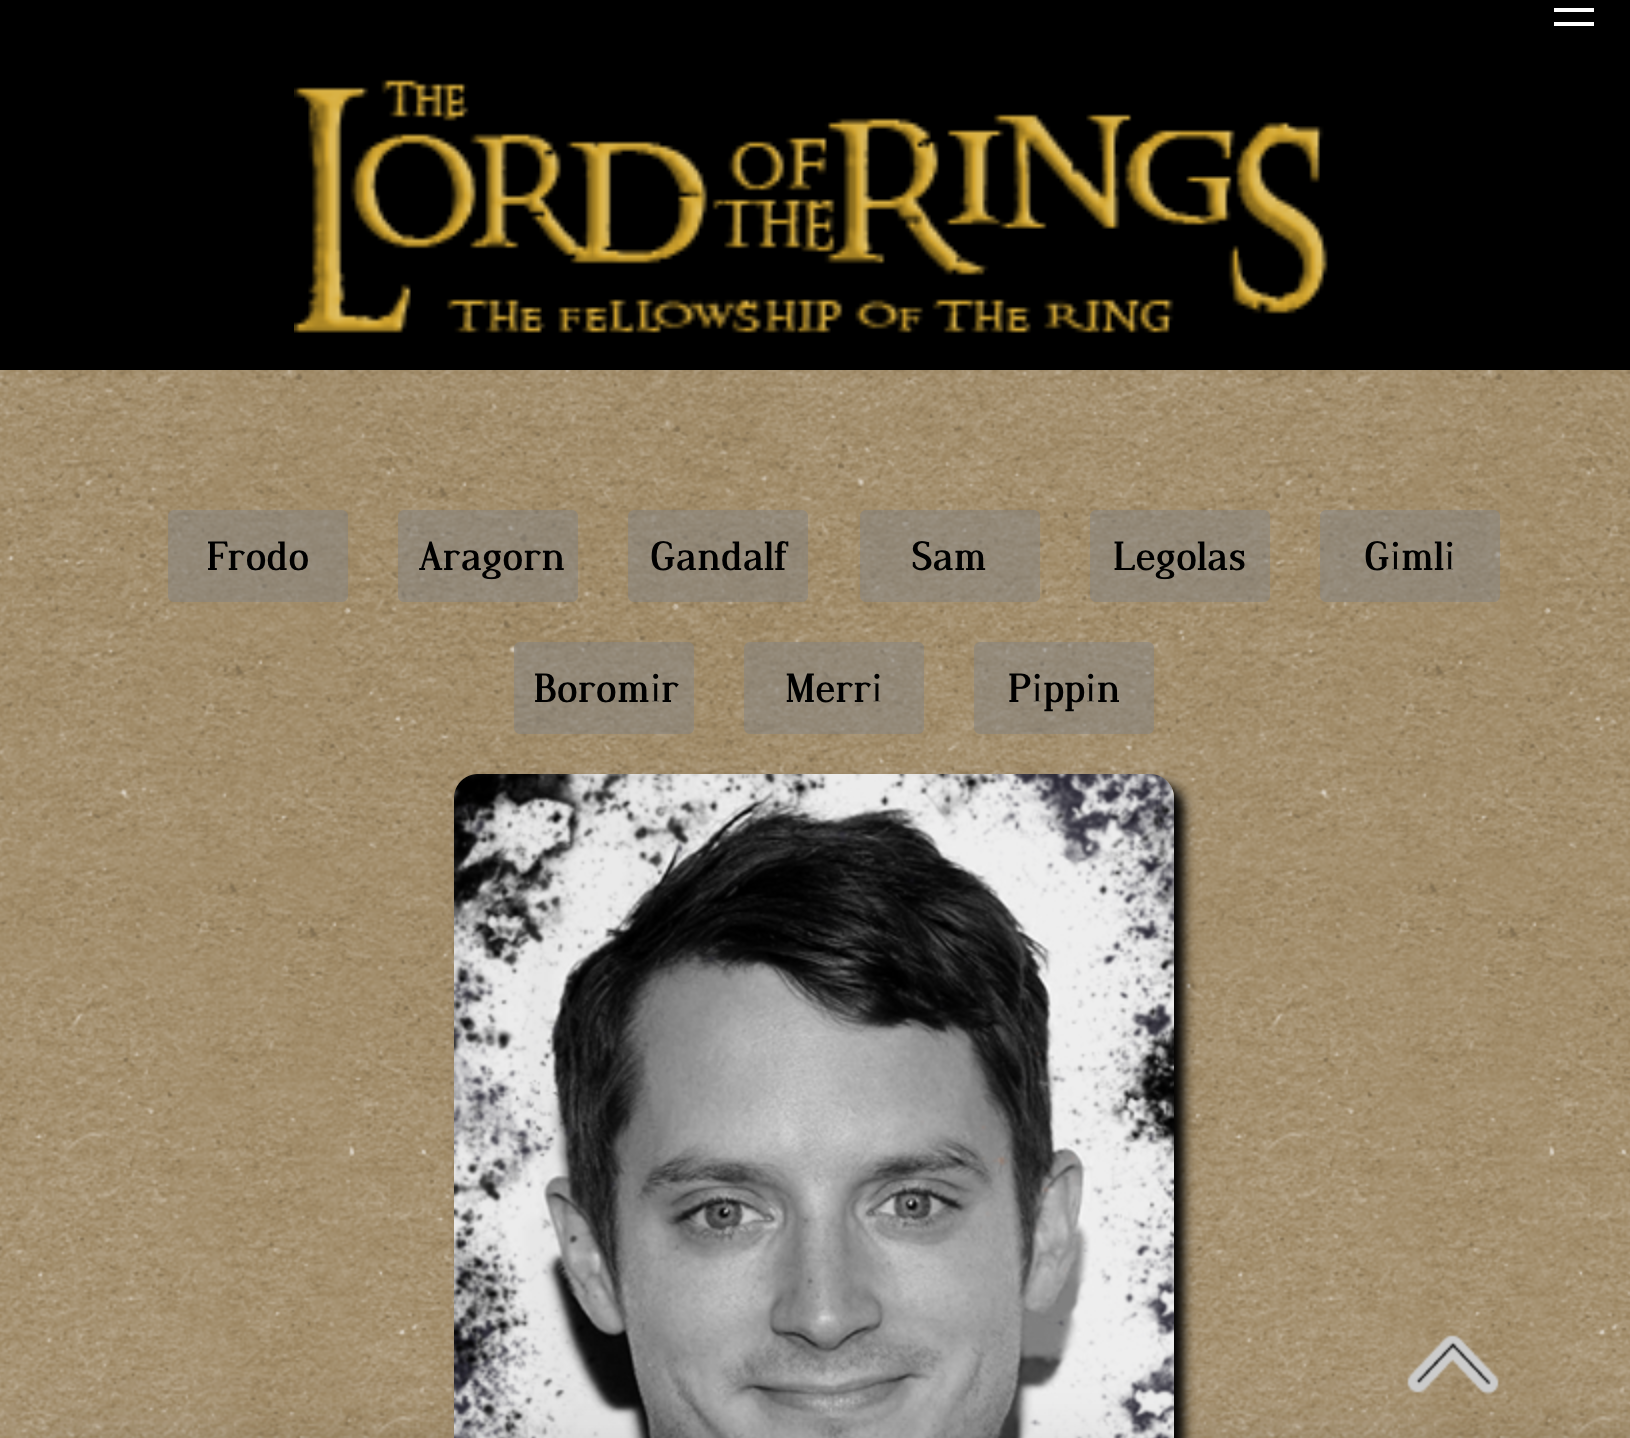 THE
LORD OF THE RINGS
THE FELLOWSHIP OF THE RING
Frodo Aragorn Gandalf Sam Legolas Gimli
Boromir Merri Pippin